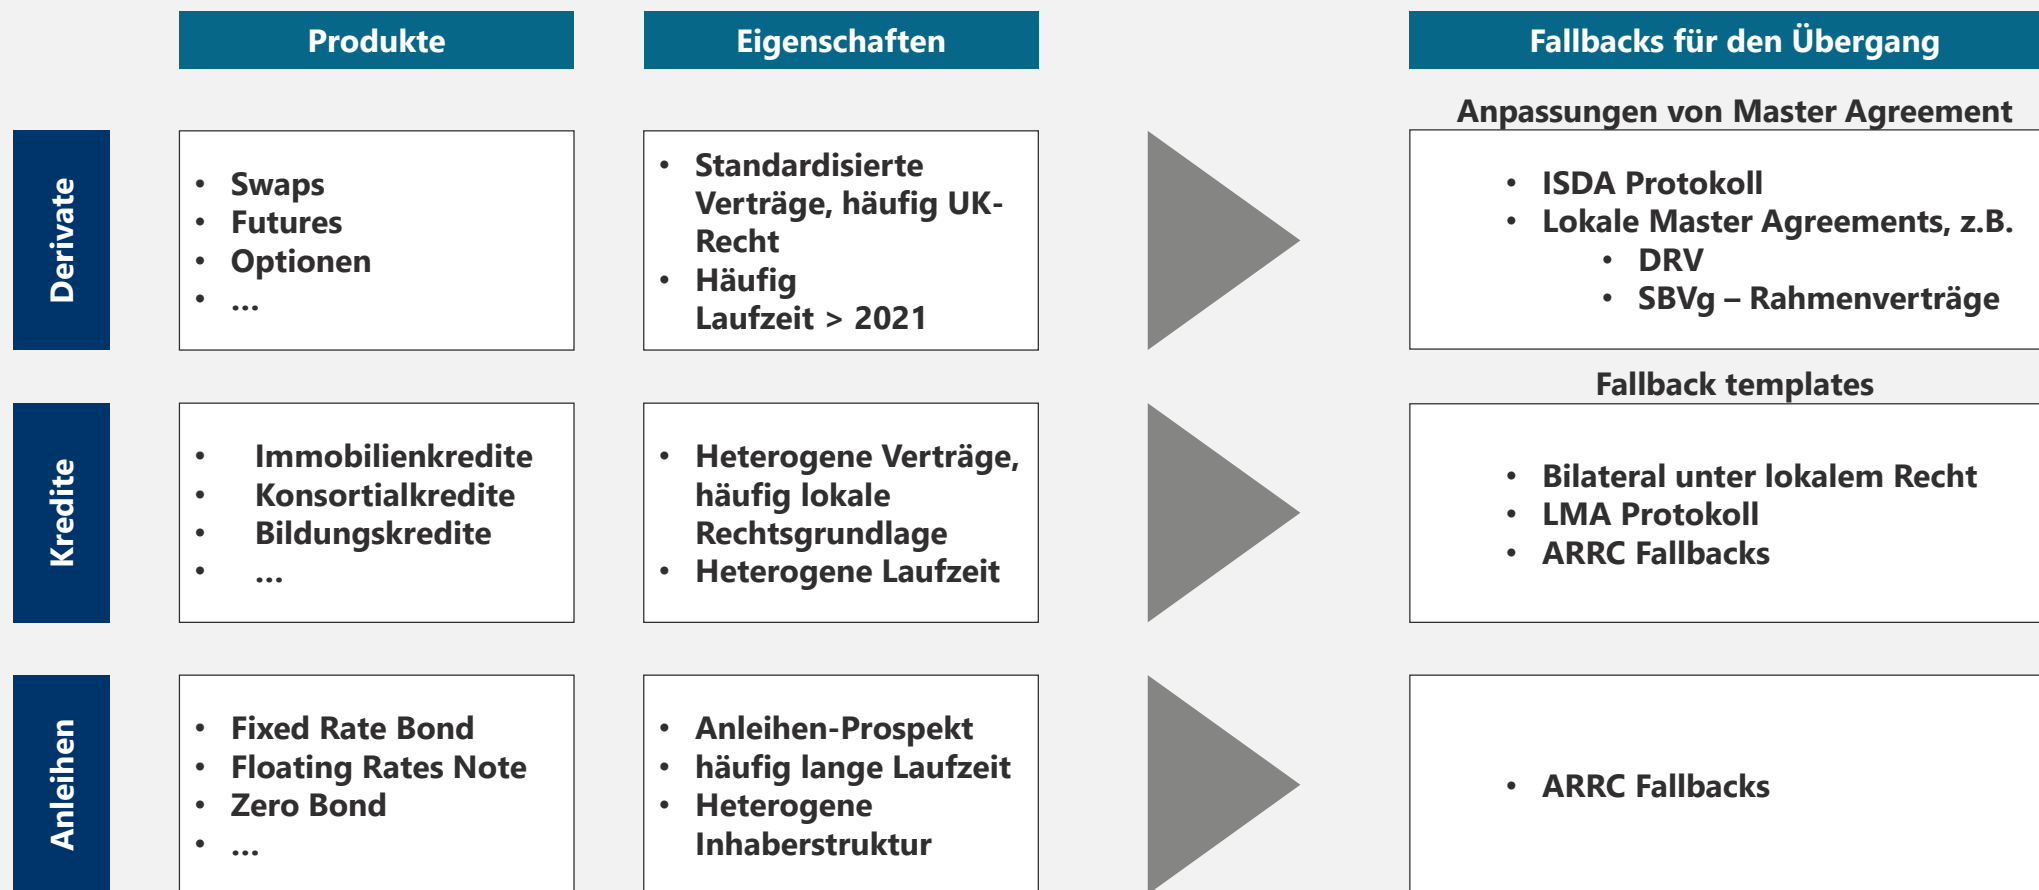 Produkte
Eigenschaften
Fallbacks für den Übergang
Derivate
• Swaps
• Futures
• Optionen
• ...
• Standardisierte
Verträge, häufig UK-
Recht
• Häufig
Laufzeit > 2021
Anpassungen von Master Agreement
• ISDA Protokoll
• Lokale Master Agreements, z.B.
• DRV
• SBVg – Rahmenverträge
Kredite
• Immobilienkredite
• Konsortialkredite
• Bildungskredite
• ...
• Heterogene Verträge,
häufig lokale
Rechtsgrundlage
• Heterogene Laufzeit
Fallback templates
• Bilateral unter lokalem Recht
• LMA Protokoll
• ARRC Fallbacks
Anleihen
• Fixed Rate Bond
• Floating Rates Note
• Zero Bond
• ...
• Anleihen-Prospekt
• häufig lange Laufzeit
• Heterogene
Inhaberstruktur
• ARRC Fallbacks